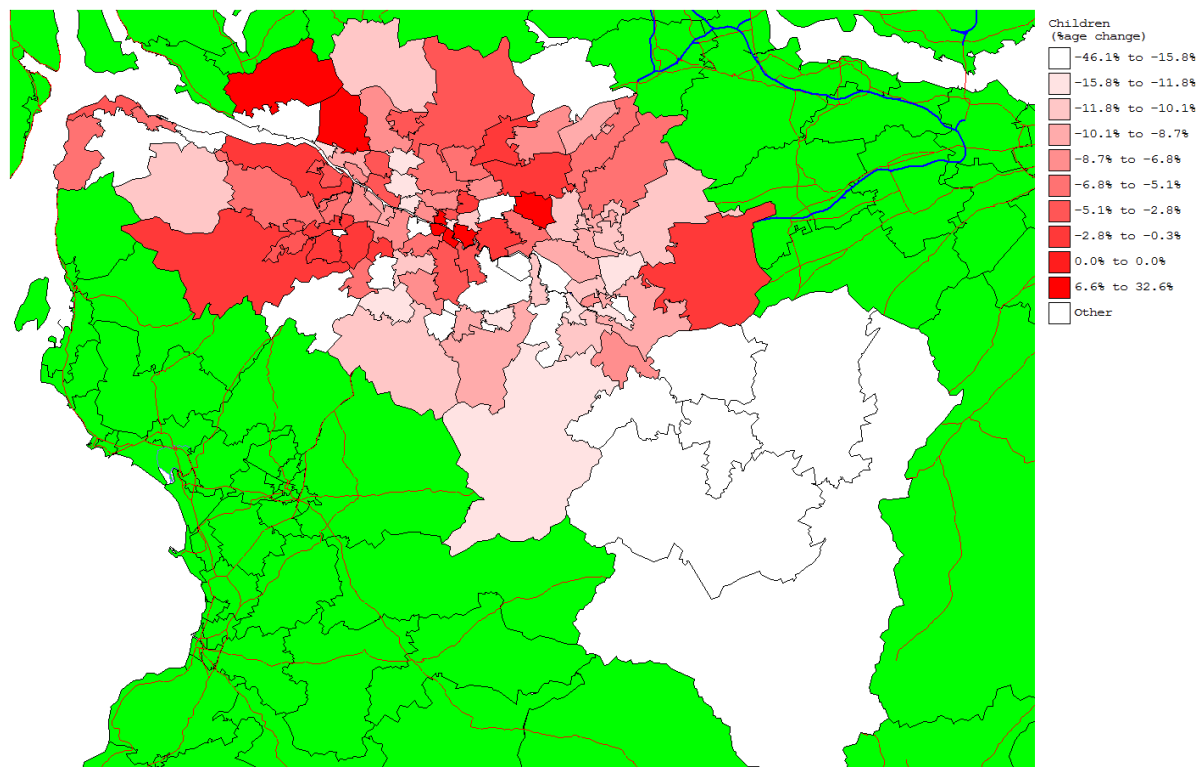 Children
(%age change)
-46.1% to -15.8%
-15.8% to -11.8%
-11.8% to -10.1%
-10.1% to -8.7%
-8.7% to -6.8%
-6.8% to -5.1%
-5.1% to -2.8%
-2.8% to -0.3%
0.0% to 0.0%
6.6% to 32.6%
Other